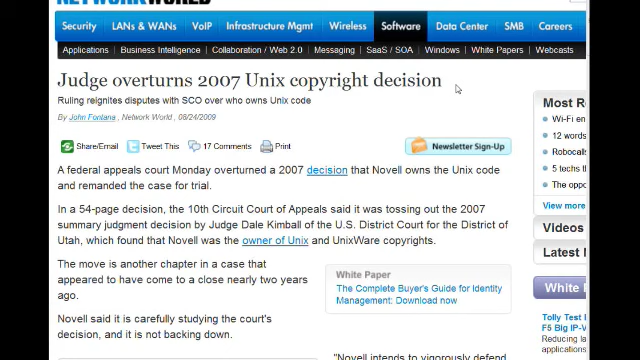 NETWORKWORLD
Security LANs & WANs VoIP Infrastructure Mgmt Wireless Software Data Center SMB Careers
Applications Business Intelligence Collaboration / Web 2.0 Messaging SaaS / SOA Windows White Papers Webcasts
Judge overturns 2007 Unix copyright decision
Ruling reignites disputes with SCO over who owns Unix code
By John Fontana , Network World , 08/24/2009
Share/Email Tweet This 17 Comments Print
Newsletter Sign-Up
A federal appeals court Monday overturned a 2007 decision that Novell owns the Unix code
and remanded the case for trial.
In a 54-page decision, the 10th Circuit Court of Appeals said it was tossing out the 2007
summary judgment decision by Judge Dale Kimball of the U.S. District Court for the District of
Utah, which found that Novell was the owner of Unix and UnixWare copyrights.
The move is another chapter in a case that
appeared to have come to a close nearly two years
ago.
Novell said it is carefully studying the court's
decision, and it is not backing down.
White Paper
The Complete Buyer's Guide for Identity
Management: Download now
"Novell intends to vigorously defend
Most R
Wi-Fi en
12 words
Robocalls
5 techs t
The oppo
View more
Videos
Latest
White
Tolly Test
F5 Big IP-V
Reducing la
applications